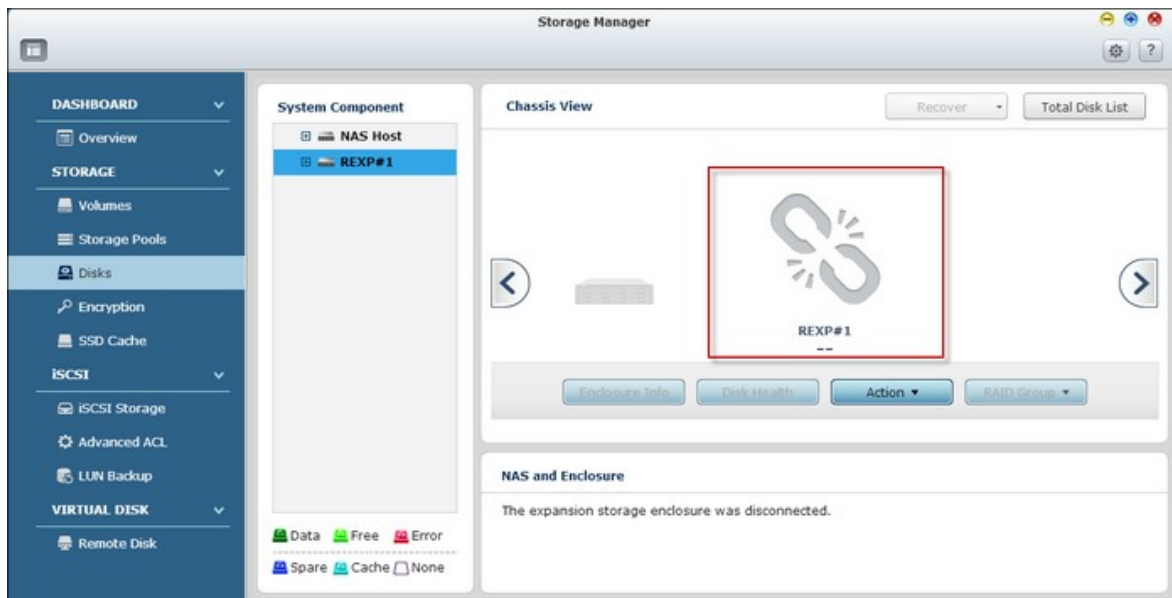 Storage Manager
?
DASHBOARD
Overview
STORAGE
Volumes
Storage Pools
Disks
Encryption
SSD Cache
iSCSI
iSCSI Storage
Advanced ACL
LUN Backup
VIRTUAL DISK
Remote Disk
System Component
NAS Host
REXP#1
Data Free Error
Spare Cache None
Chassis View
Recover
Total Disk List
REXP#1
--
Enclosure Info Disk Health Action RAID Group
NAS and Enclosure
The expansion storage enclosure was disconnected.